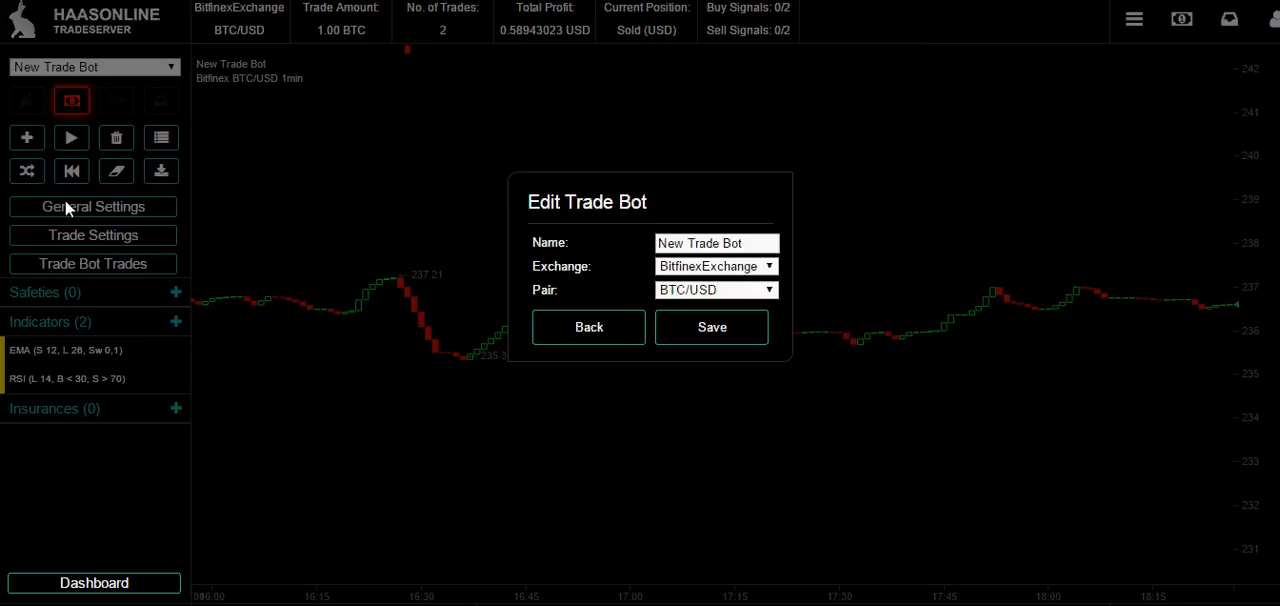 HAASONLINE
TRADESERVER
BitfinexExchange
BTC/USD
Trade Amount:
1.00 BTC
No. of Trades:
2
Total Profit:
0.58943023 USD
Current Position:
Sold (USD)
Buy Signals: 0/2
Sell Signals: 0/2
New Trade Bot
General Settings
Trade Settings
Trade Bot Trades
Safeties (0)
Indicators (2)
EMA (S 12, L 26, Sw 0,1)
RSI (L 14, B < 30, S > 70)
Insurances (0)
Dashboard
New Trade Bot
Bitfinex BTC/USD 1min
237.21
235.3
Edit Trade Bot
Name:
New Trade Bot
Exchange:
BitfinexExchange
Pair:
BTC/USD
Back
Save
242
241
240
239
238
237
236
235
234
233
232
231
16:00
16:15
16:30
16:45
17:00
17:15
17:30
17:45
18:00
18:15